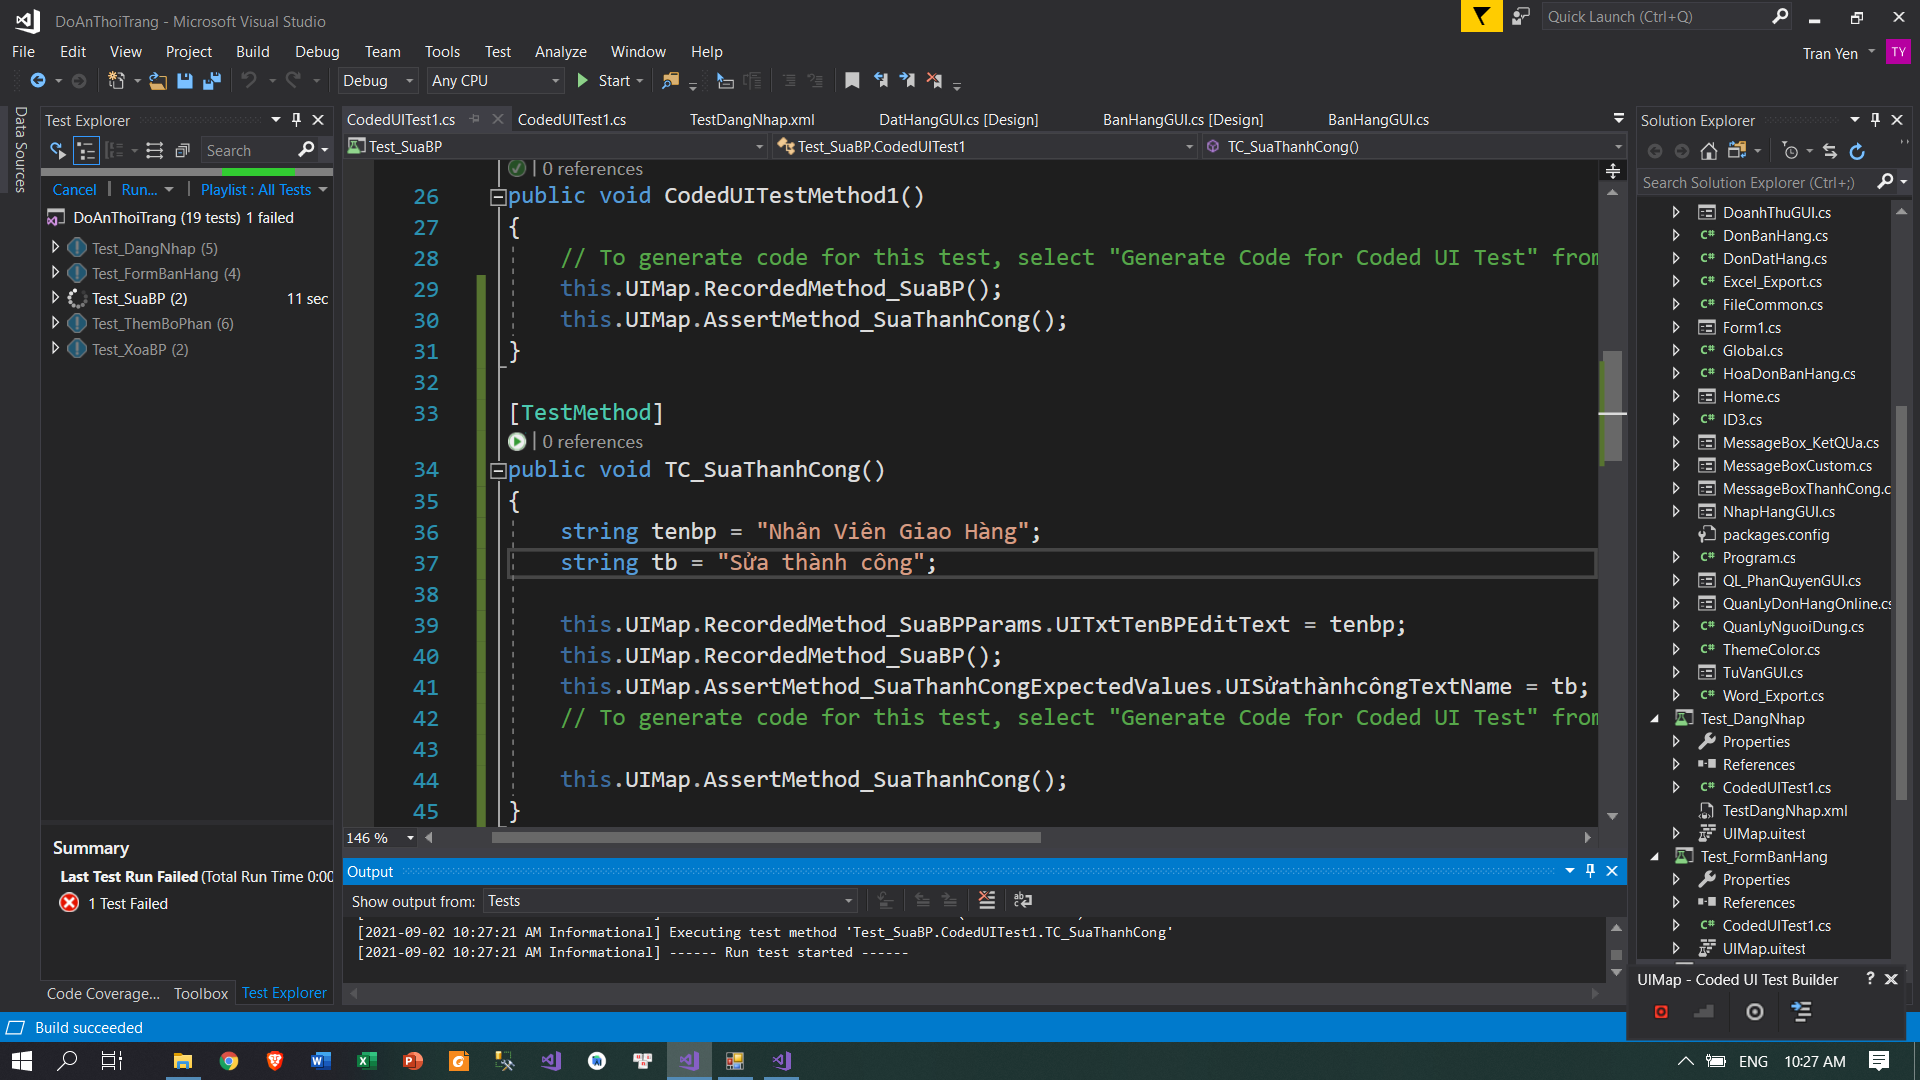 DoAnThoiTrang - Microsoft Visual Studio
Quick Launch (Ctrl+Q)
File Edit View Project Build Debug Team Tools Test Analyze Window Help
Tran Yen TY
Debug Any CPU Start
Data Sources
Test Explorer
Search
Cancel Run... Playlist : All Tests
DoAnThoiTrang (19 tests) 1 failed
Test_DangNhap (5)
Test_FormBanHang (4)
Test_SuaBP (2) 11 sec
Test_ThemBoPhan (6)
Test_XoaBP (2)
Summary
Last Test Run Failed (Total Run Time 0:00
1 Test Failed
Code Coverage... Toolbox Test Explorer
CodedUITest1.cs CodedUITest1.cs TestDangNhap.xml DatHangGUI.cs [Design] BanHangGUI.cs [Design] BanHangGUI.cs
Test_SuaBP Test_SuaBP.CodedUITest1 TC_SuaThanhCong()
| 0 references
26 public void CodedUITestMethod1()
27 {
28 // To generate code for this test, select "Generate Code for Coded UI Test" from
29 this.UIMap.RecordedMethod_SuaBP();
30 this.UIMap.AssertMethod_SuaThanhCong();
31 }
32
33 [TestMethod]
| 0 references
34 public void TC_SuaThanhCong()
35 {
36 string tenbp = "Nhân Viên Giao Hàng";
37 string tb = "Sửa thành công";
38
39 this.UIMap.RecordedMethod_SuaBPParams.UITxtTenBPEditText = tenbp;
40 this.UIMap.RecordedMethod_SuaBP();
41 this.UIMap.AssertMethod_SuaThanhCongExpectedValues.UISửathànhcôngTextName = tb;
42 // To generate code for this test, select "Generate Code for Coded UI Test" from
43
44 this.UIMap.AssertMethod_SuaThanhCong();
45 }
146 %
Output
Show output from: Tests
[2021-09-02 10:27:21 AM Informational] Executing test method 'Test_SuaBP.CodedUITest1.TC_SuaThanhCong'
[2021-09-02 10:27:21 AM Informational] ------ Run test started ------
Solution Explorer
Search Solution Explorer (Ctrl+;)
DoanhThuGUI.cs
C# DonBanHang.cs
C# DonDatHang.cs
C# Excel_Export.cs
C# FileCommon.cs
Form1.cs
C# Global.cs
C# HoaDonBanHang.cs
Home.cs
C# ID3.cs
MessageBox_KetQUa.cs
MessageBoxCustom.cs
MessageBoxThanhCong.c
NhapHangGUI.cs
packages.config
C# Program.cs
QL_PhanQuyenGUI.cs
QuanLyDonHangOnline.cs
C# QuanLyNguoiDung.cs
C# ThemeColor.cs
TuVanGUI.cs
C# Word_Export.cs
Test_DangNhap
Properties
References
C# CodedUITest1.cs
TestDangNhap.xml
UIMap.uitest
Test_FormBanHang
Properties
References
C# CodedUITest1.cs
UIMap.uitest
UIMap - Coded UI Test Builder ?
Build succeeded
ENG 10:27 AM